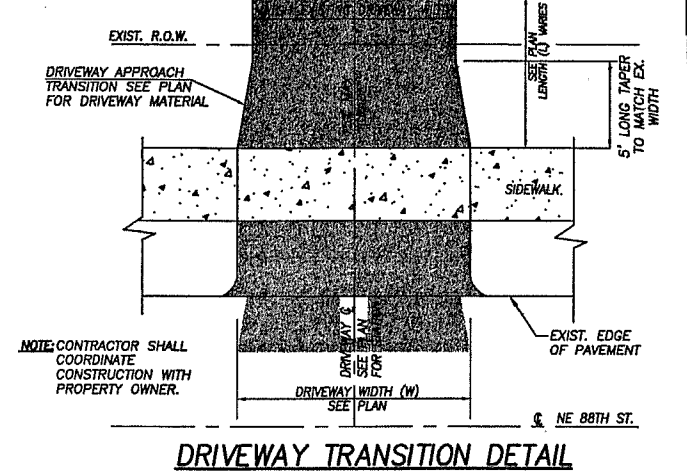 EXIST. R.O.W.
DRIVEWAY APPROACH
TRANSITION SEE PLAN
FOR DRIVEWAY MATERIAL
SEE PLAN
LENGTH (L) VARIES
5' LONG TAPER
TO MATCH EX.
WIDTH
SIDEWALK
DRIVEWAY ℄
SEE PLAN
FOR
EXIST. EDGE
OF PAVEMENT
NOTE: CONTRACTOR SHALL
COORDINATE
CONSTRUCTION WITH
PROPERTY OWNER.
DRIVEWAY WIDTH (W)
SEE PLAN
℄ NE 88TH ST.
DRIVEWAY TRANSITION DETAIL